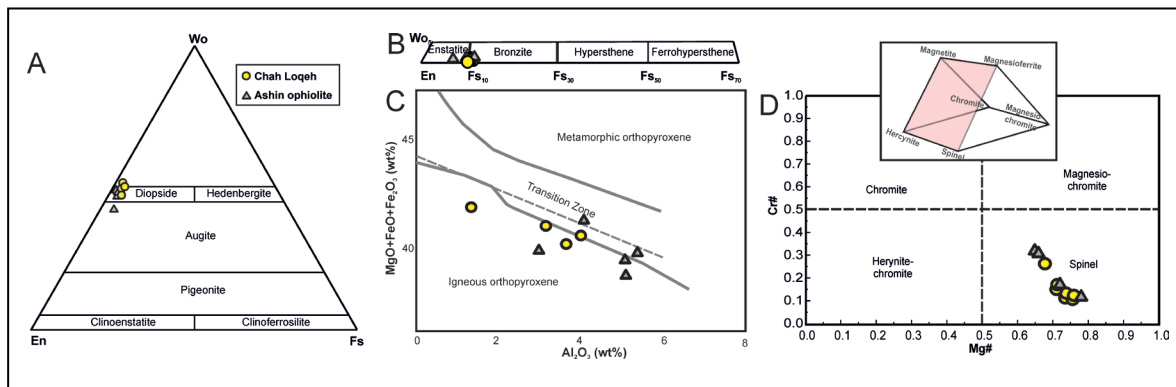 A
Wo
Chah Loqeh
Ashin ophiolite
Diopside
Hedenbergite
Augite
Pigeonite
Clinoenstatite
Clinoferrosilite
En
Fs
B
Wo5
Enstatite
Bronzite
Hypersthene
Ferrohypersthene
En
Fs10
Fs30
Fs50
Fs70
C
Metamorphic orthopyroxene
Transition Zone
Igneous orthopyroxene
MgO+FeO+Fe2O3 (wt%)
45
40
0
2
4
6
8
Al2O3 (wt%)
D
Magnetite
Magnesioferrite
Chromite
Magnesio-
chromite
Hercynite
Spinel
Chromite
Magnesio-
chromite
Herynite-
chromite
Spinel
Cr#
1.0
0.9
0.8
0.7
0.6
0.5
0.4
0.3
0.2
0.1
0.0
0.0
0.1
0.2
0.3
0.4
0.5
0.6
0.7
0.8
0.9
1.0
Mg#